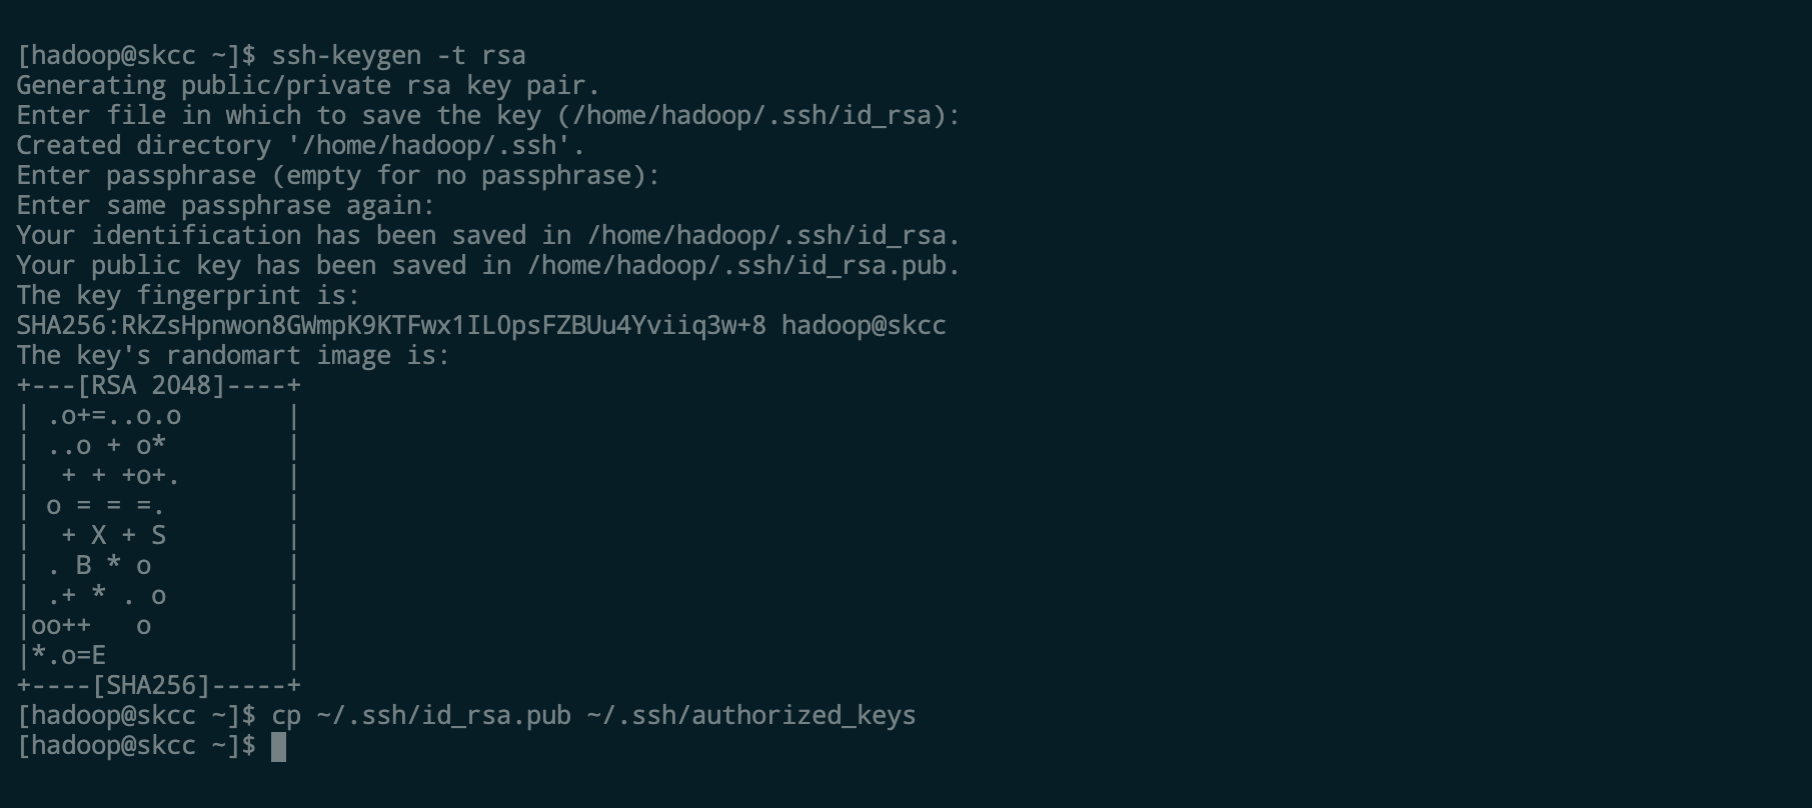 [hadoop@skcc ~]$ ssh-keygen -t rsa
Generating public/private rsa key pair.
Enter file in which to save the key (/home/hadoop/.ssh/id_rsa):
Created directory '/home/hadoop/.ssh'.
Enter passphrase (empty for no passphrase):
Enter same passphrase again:
Your identification has been saved in /home/hadoop/.ssh/id_rsa.
Your public key has been saved in /home/hadoop/.ssh/id_rsa.pub.
The key fingerprint is:
SHA256:RkZsHpnwon8GWmpK9KTFwx1IL0psFZBUu4Yviiq3w+8 hadoop@skcc
The key's randomart image is:
+---[RSA 2048]----+
| .o+=..o.o       |
| ..o + o*        |
|  + + +o+.       |
| o = = =.        |
|  + X + S        |
| . B * o         |
| .+ * . o        |
|oo++   o         |
|*.o=E            |
+----[SHA256]-----+
[hadoop@skcc ~]$ cp ~/.ssh/id_rsa.pub ~/.ssh/authorized_keys
[hadoop@skcc ~]$